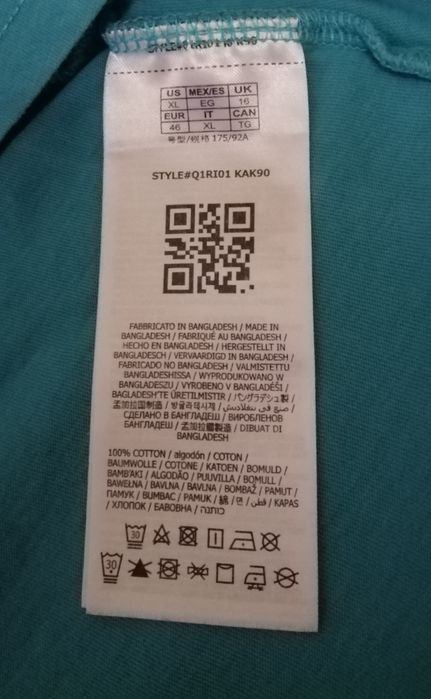 US MEX/ES UK
XL EG 16
EUR IT CAN
46 XL TG
号型/规格 175/92A
STYLE#Q1RI01 KAK90
FABBRICATO IN BANGLADESH / MADE IN
BANGLADESH / FABRIQUÉ AU BANGLADESH /
HECHO EN BANGLADESH / HERGESTELLT IN
BANGLADESCH / VERVAARDIGD IN BANGLADESH /
FABRICADO NO BANGLADESH / VALMISTETTU
BANGLADESHISSA / WYPRODUKOWANO W
BANGLADESZU / VYROBENO V BANGLADÉŠI /
BAGLADESH'TE ÜRETILMISTIR / バングラデシュ製 /
孟加拉国制造 / 방글라데시제 / صنع في بنغلاديش /
СДЕЛАНО В БАНГЛАДЕШ / ВИРОБЛЕНОВ
БАНГЛАДЕШ / 孟加拉國製造 / DIBUAT DI
BANGLADESH
100% COTTON / algodón / COTON /
BAUMWOLLE / COTONE / KATOEN / BOMULD /
BAMBAKI / ALGODÃO / PUUVILLA / BOMULL /
BAWEŁNA / BAVLNA / BAVLNA / BOMBAŽ / PAMUT /
ПАМУК / BUMBAC / PAMUK / 綿 / 면 / قطن / KAPAS
/ ХЛОПОК / БАВОВНА / כותנה
30
30